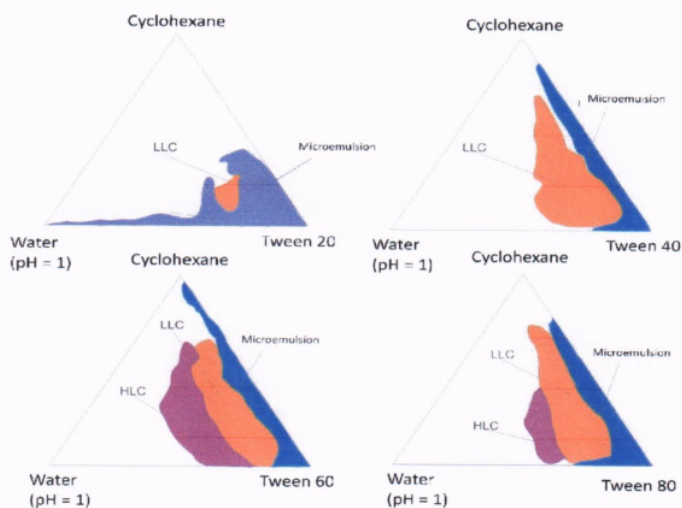 Cyclohexane
LLC
Microemulsion
Water
(pH = 1)
Tween 20
Cyclohexane
Microemulsion
LLC
Water
(pH = 1)
Tween 40
Cyclohexane
LLC
Microemulsion
HLC
Water
(pH = 1)
Tween 60
Cyclohexane
LLC
Microemulsion
HLC
Water
(pH = 1)
Tween 80